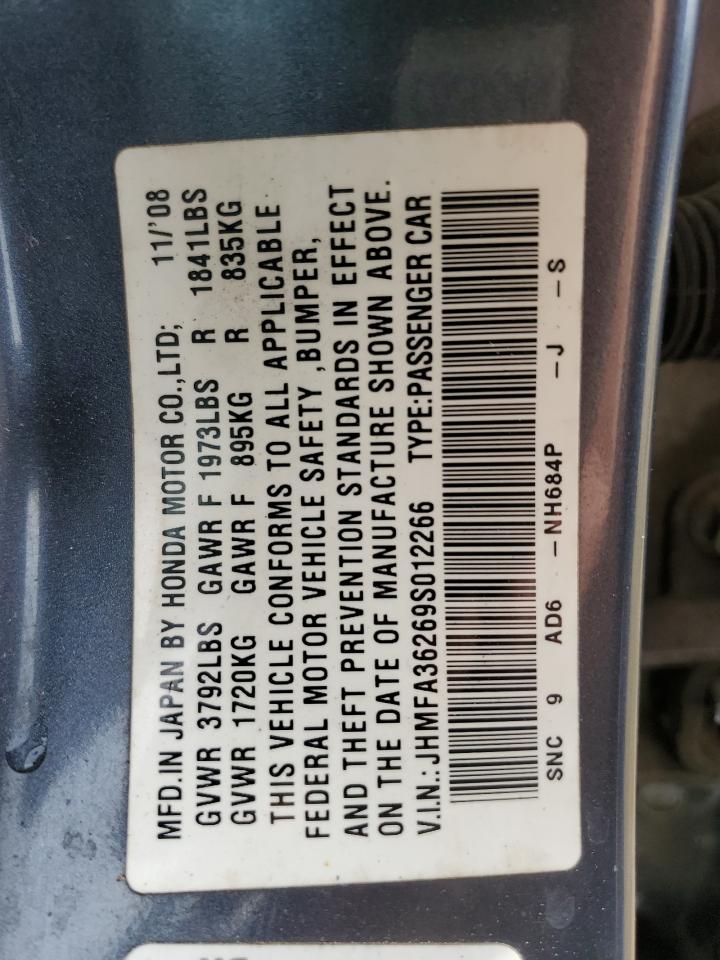 MFD.IN JAPAN BY HONDA MOTOR CO.,LTD; 11/'08
GVWR 3792LBS GAWR F 1973LBS R 1841LBS
GVWR 1720KG GAWR F 895KG R 835KG
THIS VEHICLE CONFORMS TO ALL APPLICABLE
FEDERAL MOTOR VEHICLE SAFETY ,BUMPER,
AND THEFT PREVENTION STANDARDS IN EFFECT
ON THE DATE OF MANUFACTURE SHOWN ABOVE.
V.I.N.: JHMFA36269S012266 TYPE:PASSENGER CAR
SNC 9 AD6 -NH684P -J -S